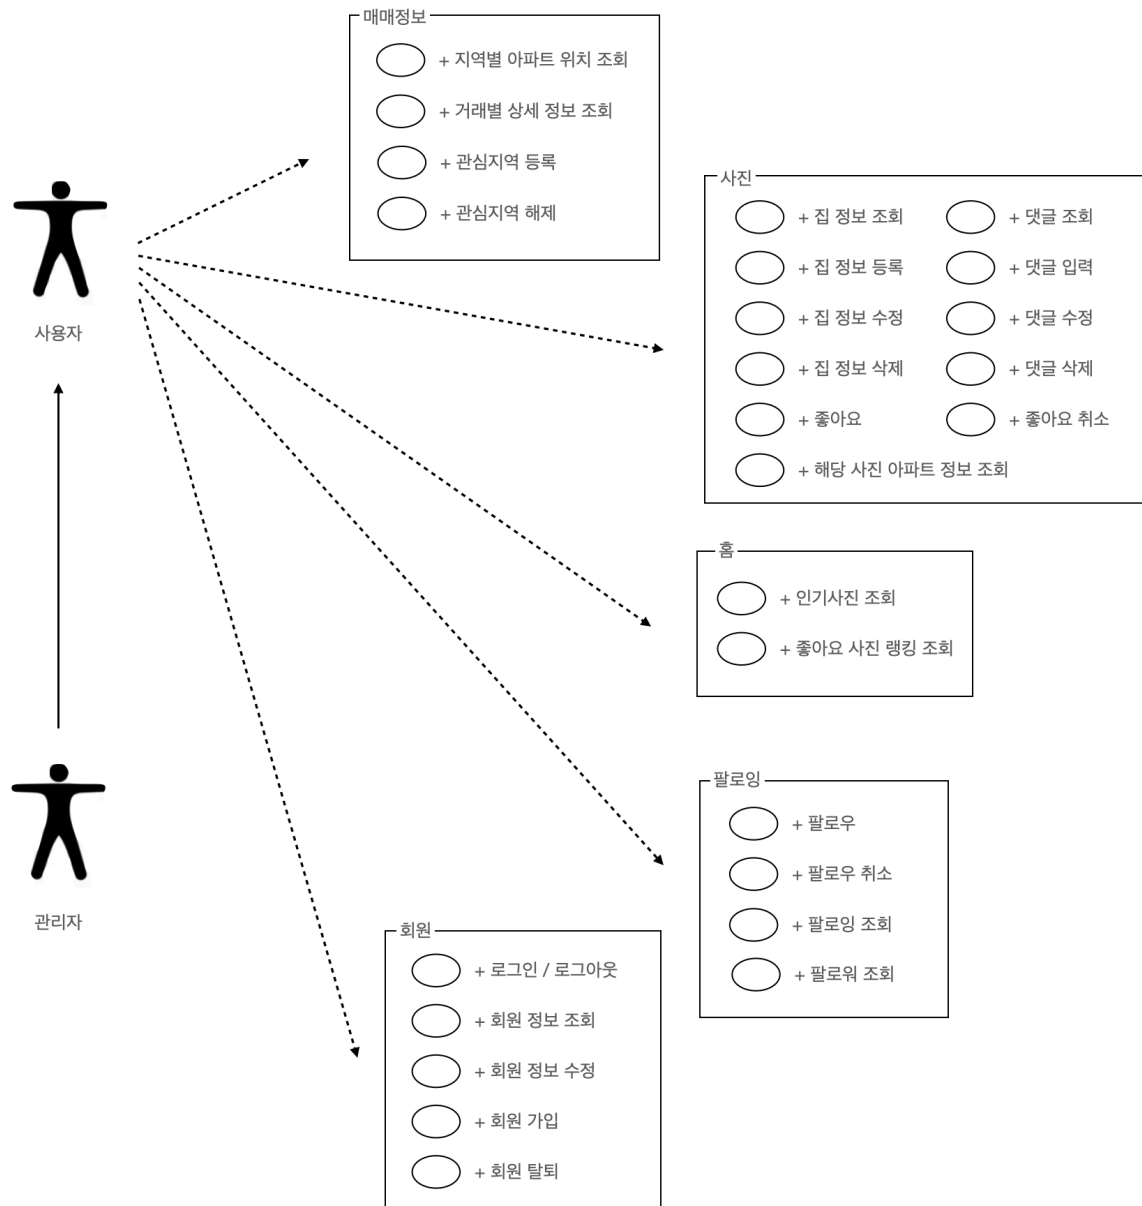 매매정보
+ 지역별 아파트 위치 조회
+ 거래별 상세 정보 조회
+ 관심지역 등록
+ 관심지역 해제
사용자
사진
+ 집 정보 조회
+ 댓글 조회
+ 집 정보 등록
+ 댓글 입력
+ 집 정보 수정
+ 댓글 수정
+ 집 정보 삭제
+ 댓글 삭제
+ 좋아요
+ 좋아요 취소
+ 해당 사진 아파트 정보 조회
홈
+ 인기사진 조회
+ 좋아요 사진 랭킹 조회
팔로잉
+ 팔로우
+ 팔로우 취소
+ 팔로잉 조회
+ 팔로워 조회
관리자
회원
+ 로그인 / 로그아웃
+ 회원 정보 조회
+ 회원 정보 수정
+ 회원 가입
+ 회원 탈퇴